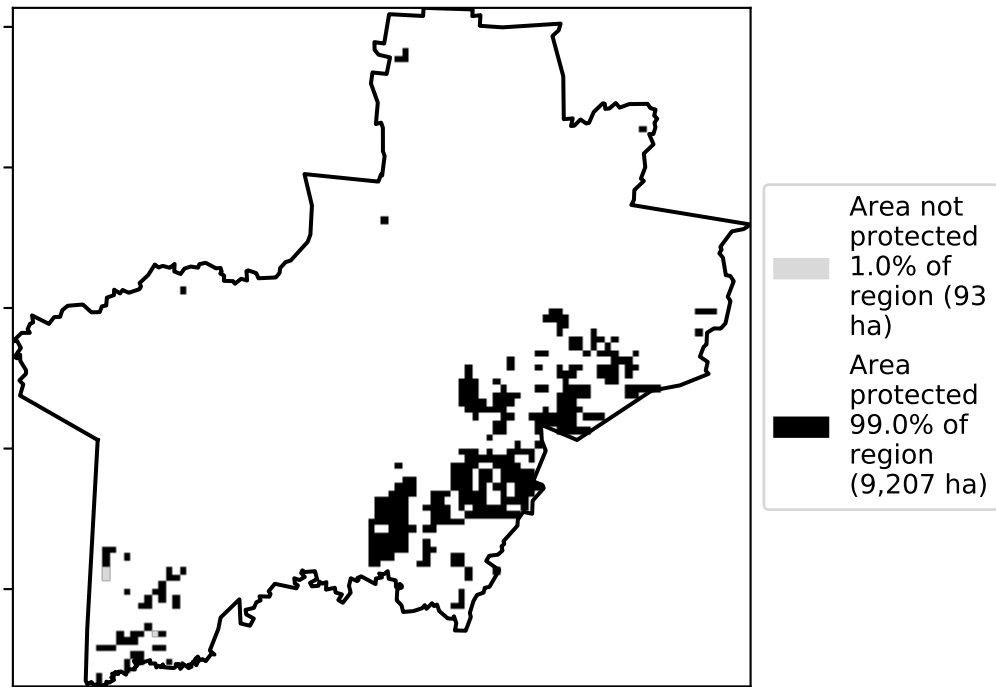 Area not
protected
1.0% of
region (93
ha)
Area
protected
99.0% of
region
(9,207 ha)